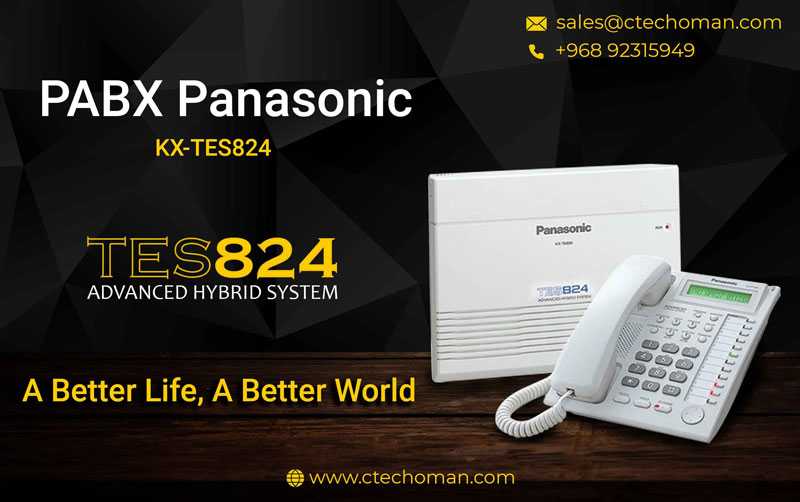 sales@ctechoman.com
+968 92315949
PABX Panasonic
KX-TES824
TES824
ADVANCED HYBRID SYSTEM
A Better Life, A Better World
Panasonic
TES824
ADVANCED HYBRID SYSTEM
Panasonic
www.ctechoman.com